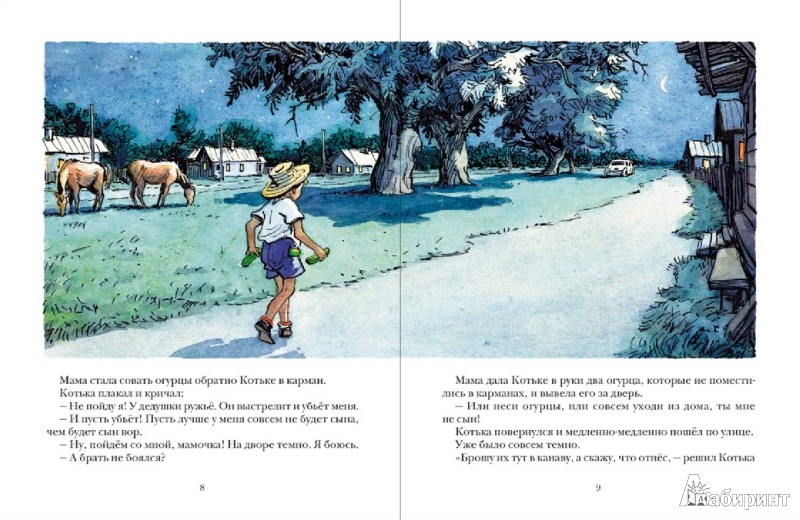 Мама стала совать огурцы обратно Котьке в карман.
Котька плакал и кричал:
— Не пойду я! У дедушки ружьё. Он выстрелит и убьёт меня.
— И пусть убьёт! Пусть лучше у меня совсем не будет сына,
чем будет сын вор.
— Ну, пойдём со мной, мамочка! На дворе темно. Я боюсь.
— А брать не боялся?
8
Мама дала Котьке в руки два огурца, которые не помести-
лись в карманах, и вывела его за дверь.
— Или неси огурцы, или совсем уходи из дома, ты мне
не сын!
Котька повернулся и медленно-медленно пошёл по улице.
Уже было совсем темно.
«Брошу их тут в канаву, а скажу, что отнёс, — решил Котька
9
Лабиринт